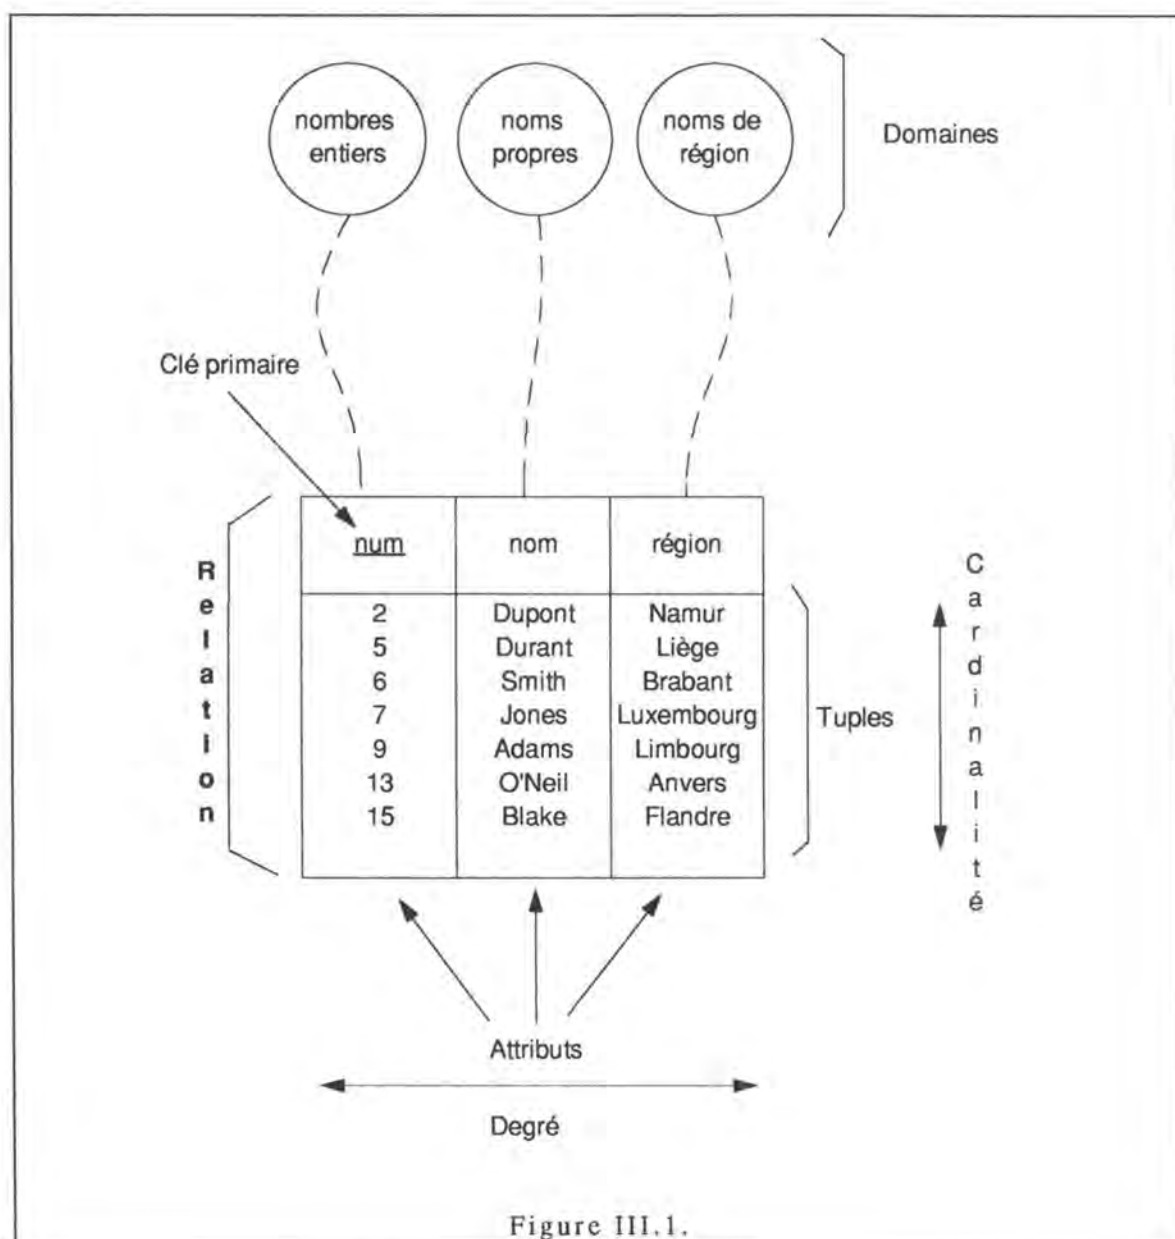 nombres entiers
noms propres
noms de région
Domaines
Clé primaire
Relation
num nom région
2 Dupont Namur
5 Durant Liège
6 Smith Brabant
7 Jones Luxembourg
9 Adams Limbourg
13 O'Neil Anvers
15 Blake Flandre
Tuples
Cardinalité
Attributs
Degré
Figure III.1.